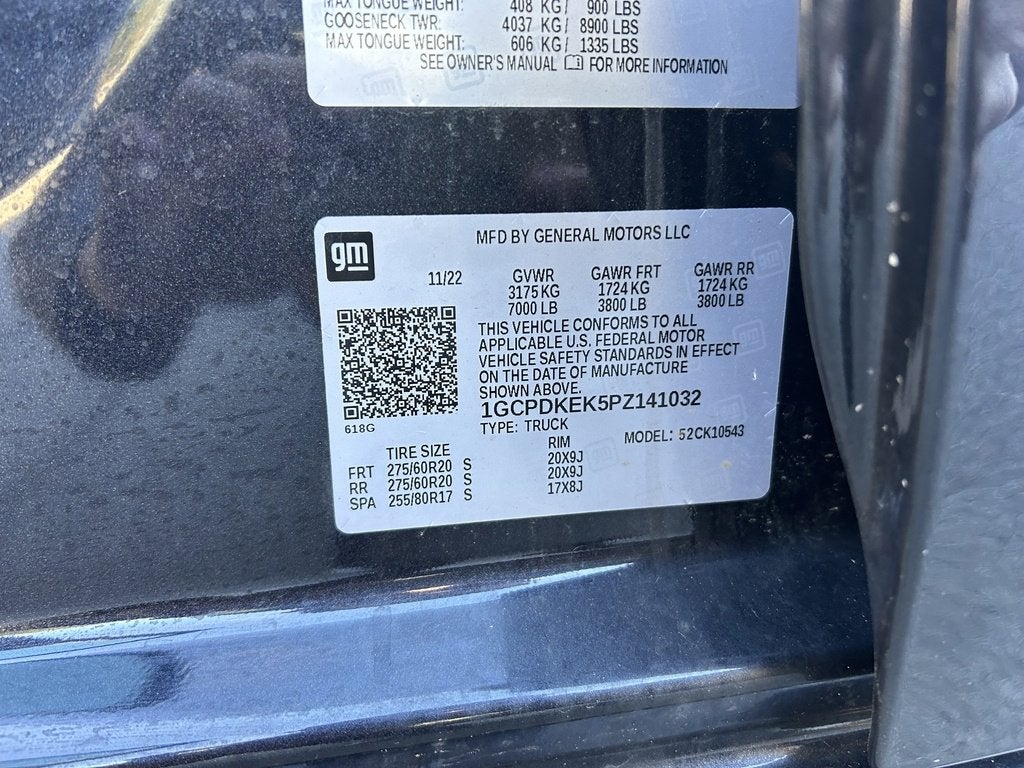 MAX TONGUE WEIGHT: 408 KG/ 900 LBS
GOOSENECK TWR: 4037 KG/ 8900 LBS
MAX TONGUE WEIGHT: 606 KG/ 1335 LBS
SEE OWNER'S MANUAL FOR MORE INFORMATION
gm
MFD BY GENERAL MOTORS LLC
11/22 GVWR GAWR FRT GAWR RR
3175 KG 1724 KG 1724 KG
7000 LB 3800 LB 3800 LB
THIS VEHICLE CONFORMS TO ALL
APPLICABLE U.S. FEDERAL MOTOR
VEHICLE SAFETY STANDARDS IN EFFECT
ON THE DATE OF MANUFACTURE
SHOWN ABOVE.
1GCPDKEK5PZ141032
618G
TYPE: TRUCK
MODEL: 52CK10543
TIRE SIZE RIM
FRT 275/60R20 S 20X9J
RR 275/60R20 S 20X9J
SPA 255/80R17 S 17X8J